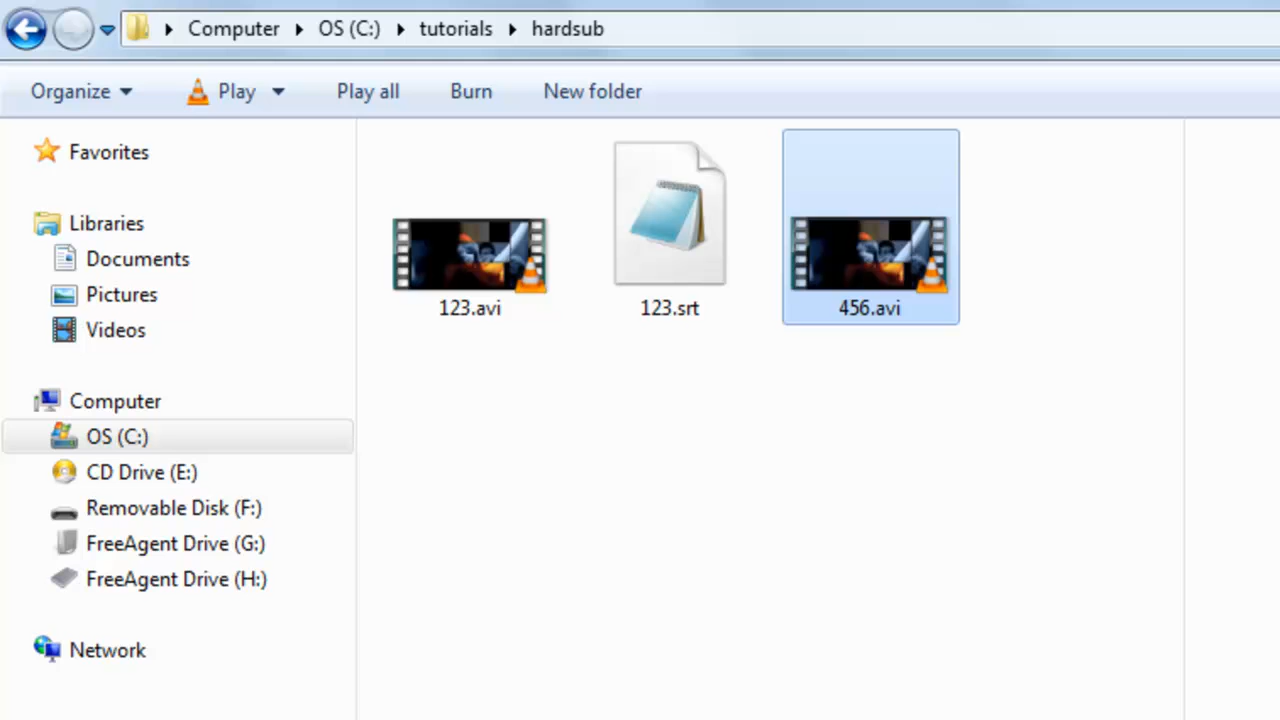 Computer OS (C:) tutorials hardsub
Organize Play Play all Burn New folder
Favorites
Libraries
Documents
Pictures
Videos
Computer
OS (C:)
CD Drive (E:)
Removable Disk (F:)
FreeAgent Drive (G:)
FreeAgent Drive (H:)
Network
123.avi
123.srt
456.avi